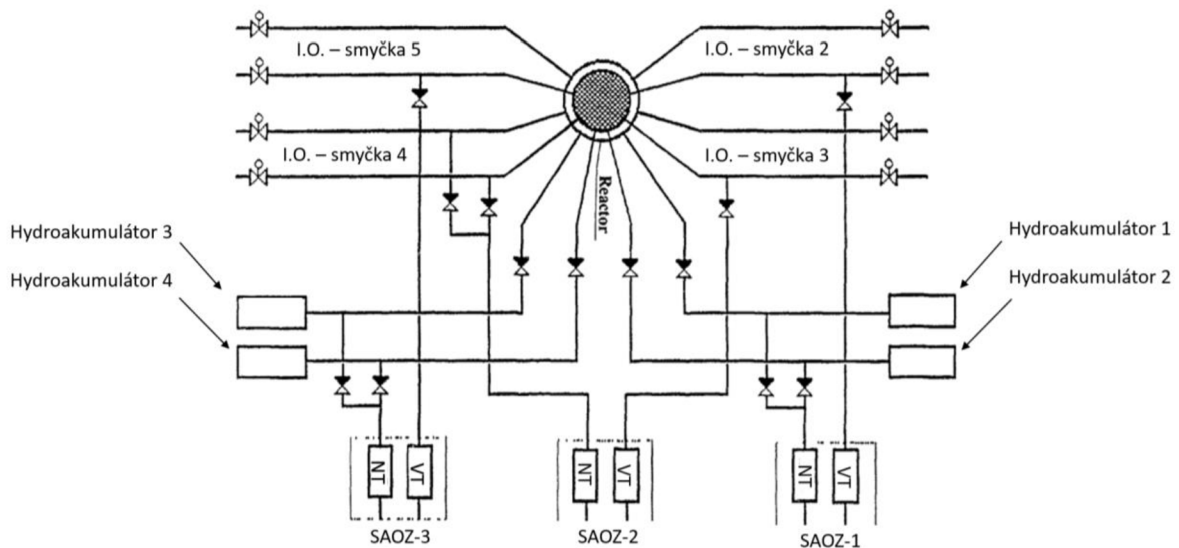 I.O. – smyčka 5
I.O. – smyčka 2
I.O. – smyčka 4
I.O. – smyčka 3
Reactor
Hydroakumulátor 3
Hydroakumulátor 1
Hydroakumulátor 4
Hydroakumulátor 2
NT
VT
NT
VT
NT
VT
SAOZ-3
SAOZ-2
SAOZ-1